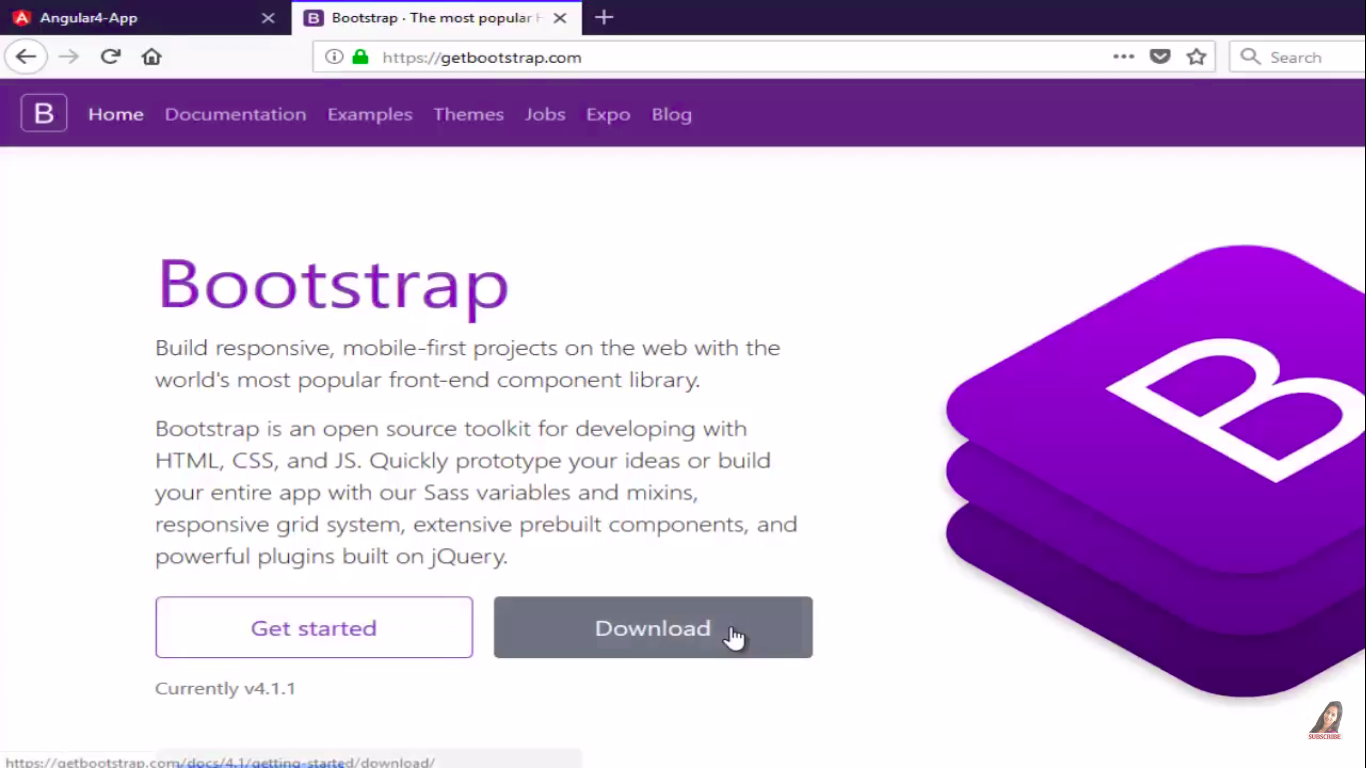 Angular4-App
Bootstrap · The most popular H
https://getbootstrap.com
Search
B
Home Documentation Examples Themes Jobs Expo Blog
Bootstrap
Build responsive, mobile-first projects on the web with the
world's most popular front-end component library.
Bootstrap is an open source toolkit for developing with
HTML, CSS, and JS. Quickly prototype your ideas or build
your entire app with our Sass variables and mixins,
responsive grid system, extensive prebuilt components, and
powerful plugins built on jQuery.
B
Get started Download
Currently v4.1.1
SUBSCRIBE
https://getbootstrap.com/docs/4.1/getting-started/download/